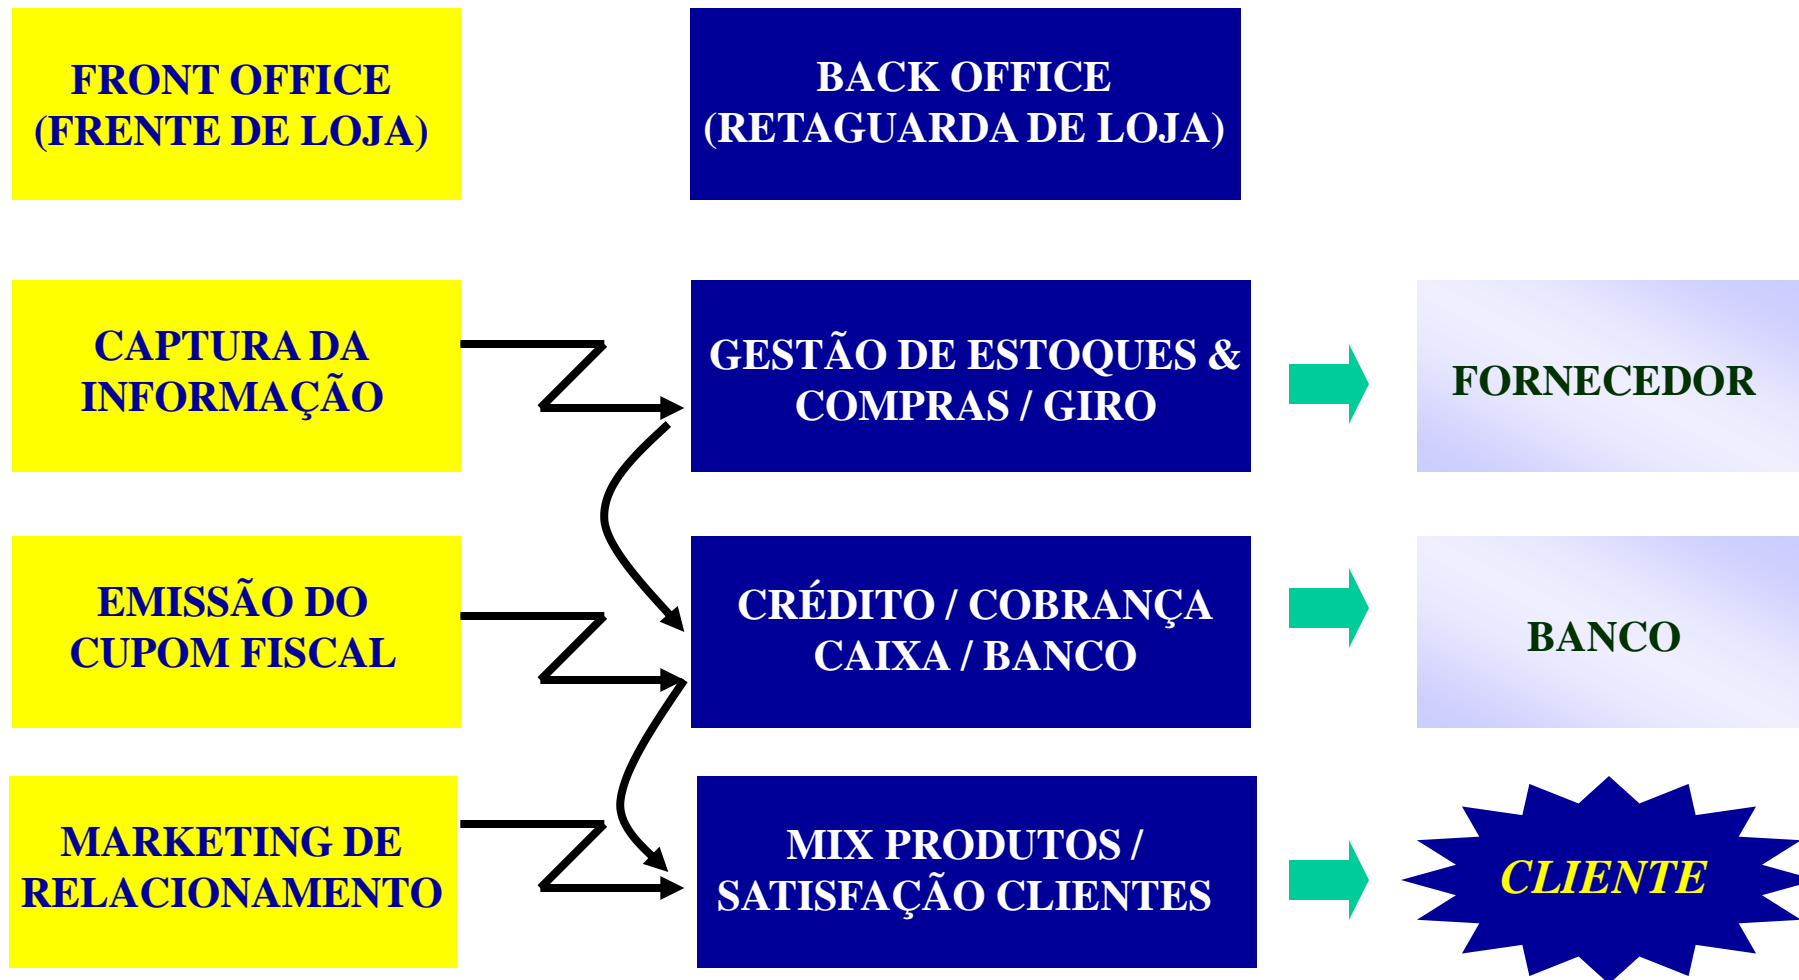 FRONT OFFICE
(FRENTE DE LOJA)
BACK OFFICE
(RETAGUARDA DE LOJA)
CAPTURA DA
INFORMAÇÃO
GESTÃO DE ESTOQUES &
COMPRAS / GIRO
FORNECEDOR
EMISSÃO DO
CUPOM FISCAL
CRÉDITO / COBRANÇA
CAIXA / BANCO
BANCO
MARKETING DE
RELACIONAMENTO
MIX PRODUTOS /
SATISFAÇÃO CLIENTES
CLIENTE